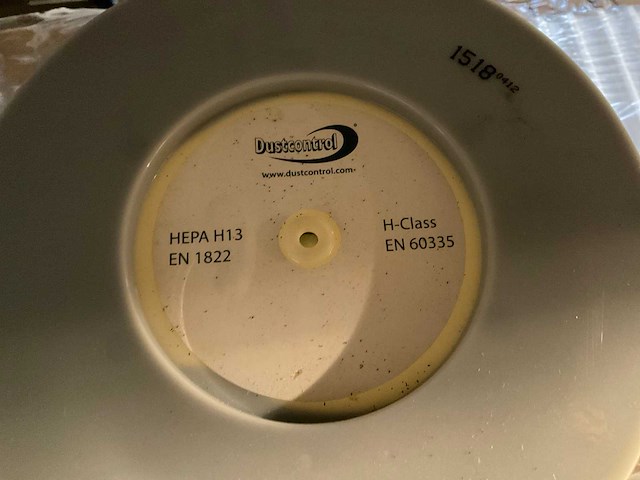 1518 0412
Dustcontrol
www.dustcontrol.com
HEPA H13
EN 1822
H-Class
EN 60335